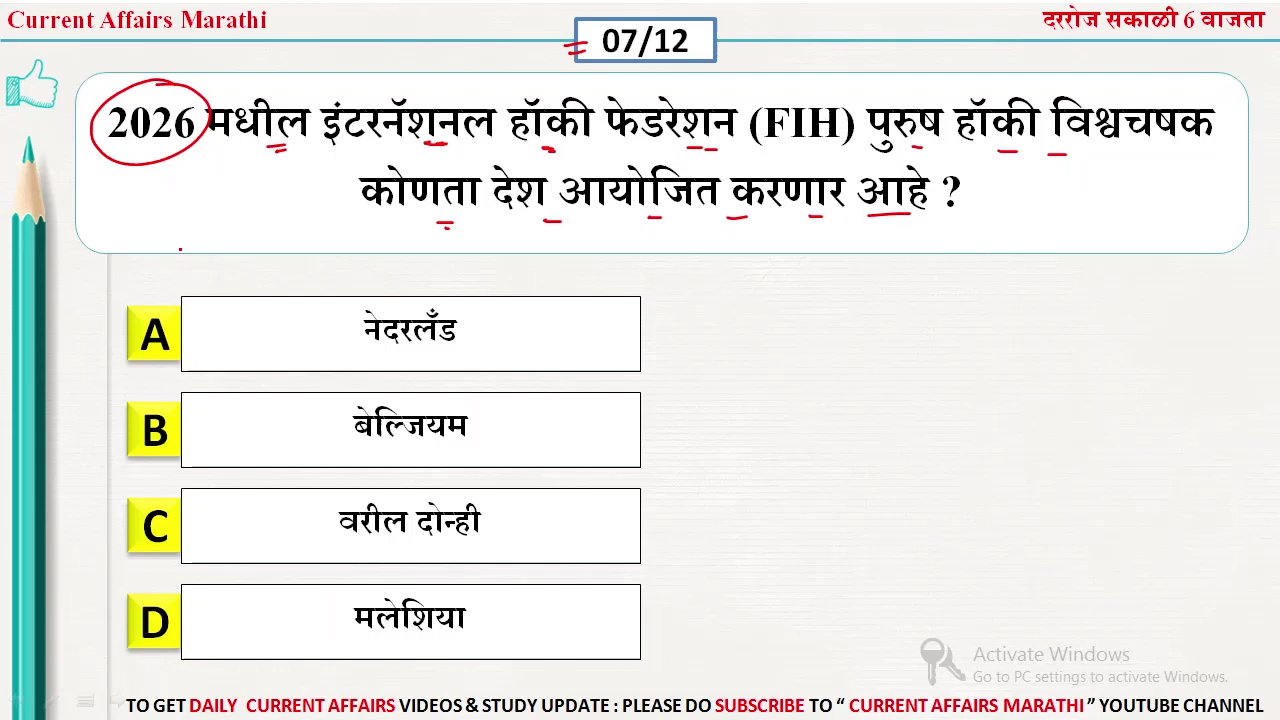 Current Affairs Marathi
दररोज सकाळी 6 वाजता
07/12
2026 मधील इंटरनॅशनल हॉकी फेडरेशन (FIH) पुरुष हॉकी विश्वचषक
कोणता देश आयोजित करणार आहे ?
A नेदरलँड
B बेल्जियम
C वरील दोन्ही
D मलेशिया
Activate Windows
Go to PC settings to activate Windows.
TO GET DAILY CURRENT AFFAIRS VIDEOS & STUDY UPDATE : PLEASE DO SUBSCRIBE TO “ CURRENT AFFAIRS MARATHI ” YOUTUBE CHANNEL